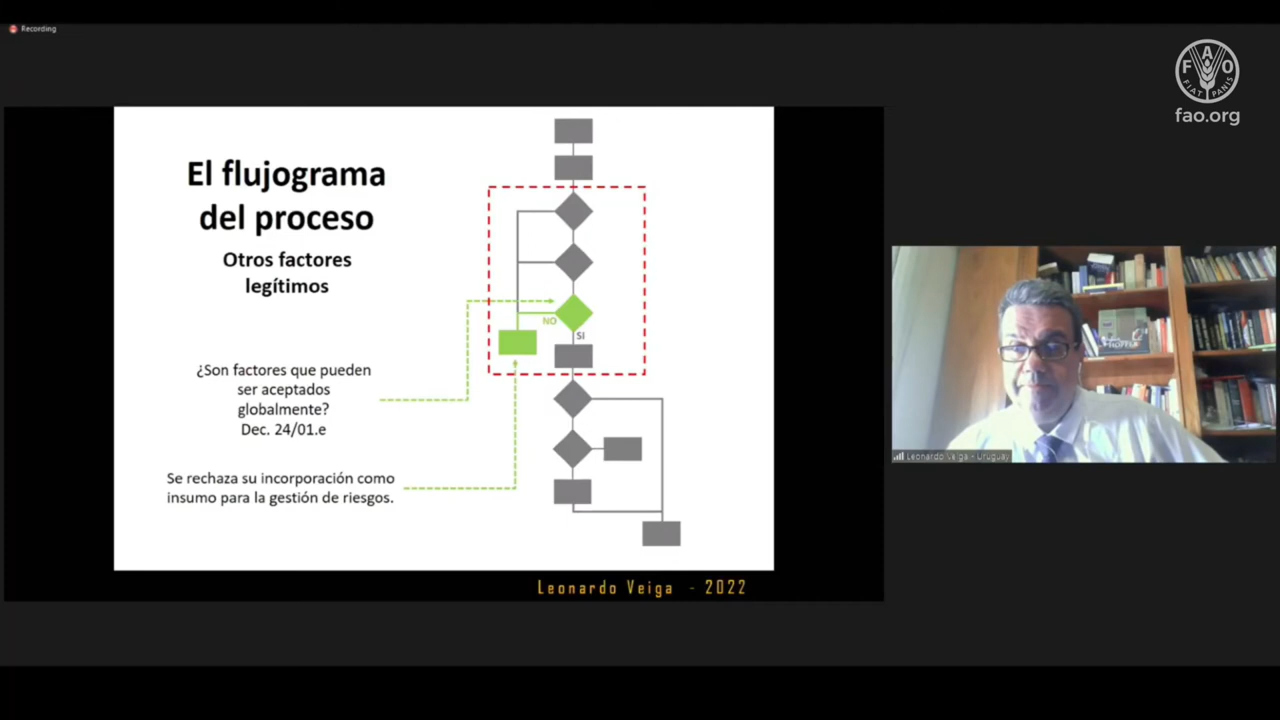 Recording
FAO
FIAT PANIS
fao.org
El flujograma
del proceso
Otros factores
legítimos
NO
SI
¿Son factores que pueden
ser aceptados
globalmente?
Dec. 24/01.e
Se rechaza su incorporación como
insumo para la gestión de riesgos.
Leonardo Veiga - Uruguay
Leonardo Veiga - 2022